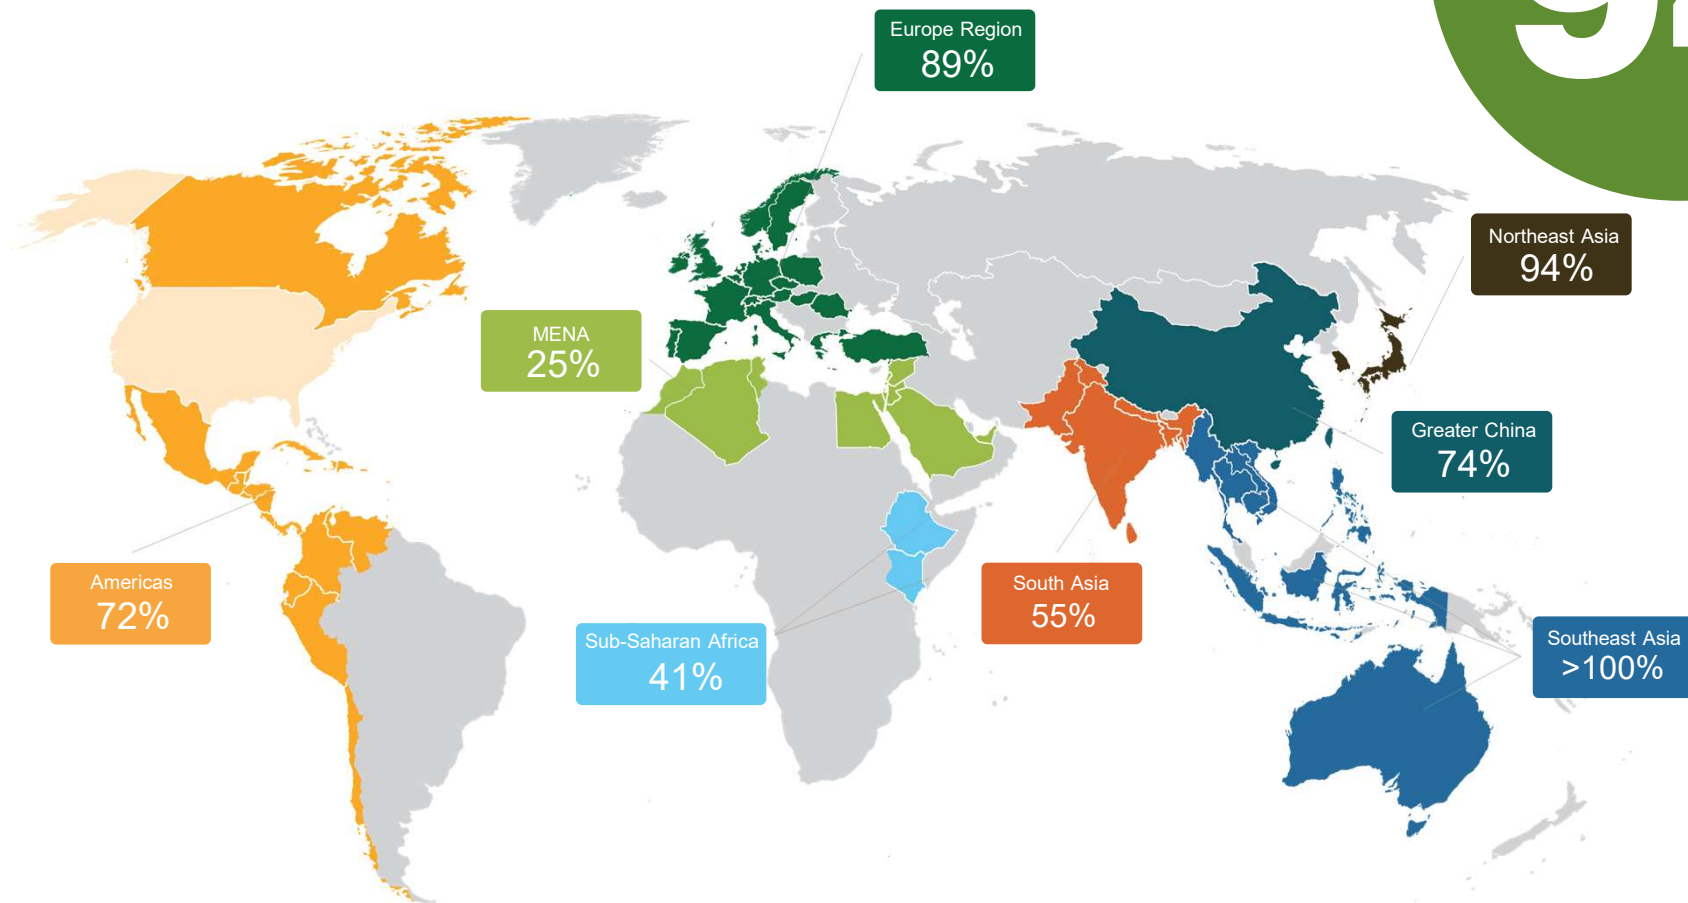 Europe Region
89%
Northeast Asia
94%
MENA
25%
Greater China
74%
Americas
72%
South Asia
55%
Sub-Saharan Africa
41%
Southeast Asia
>100%